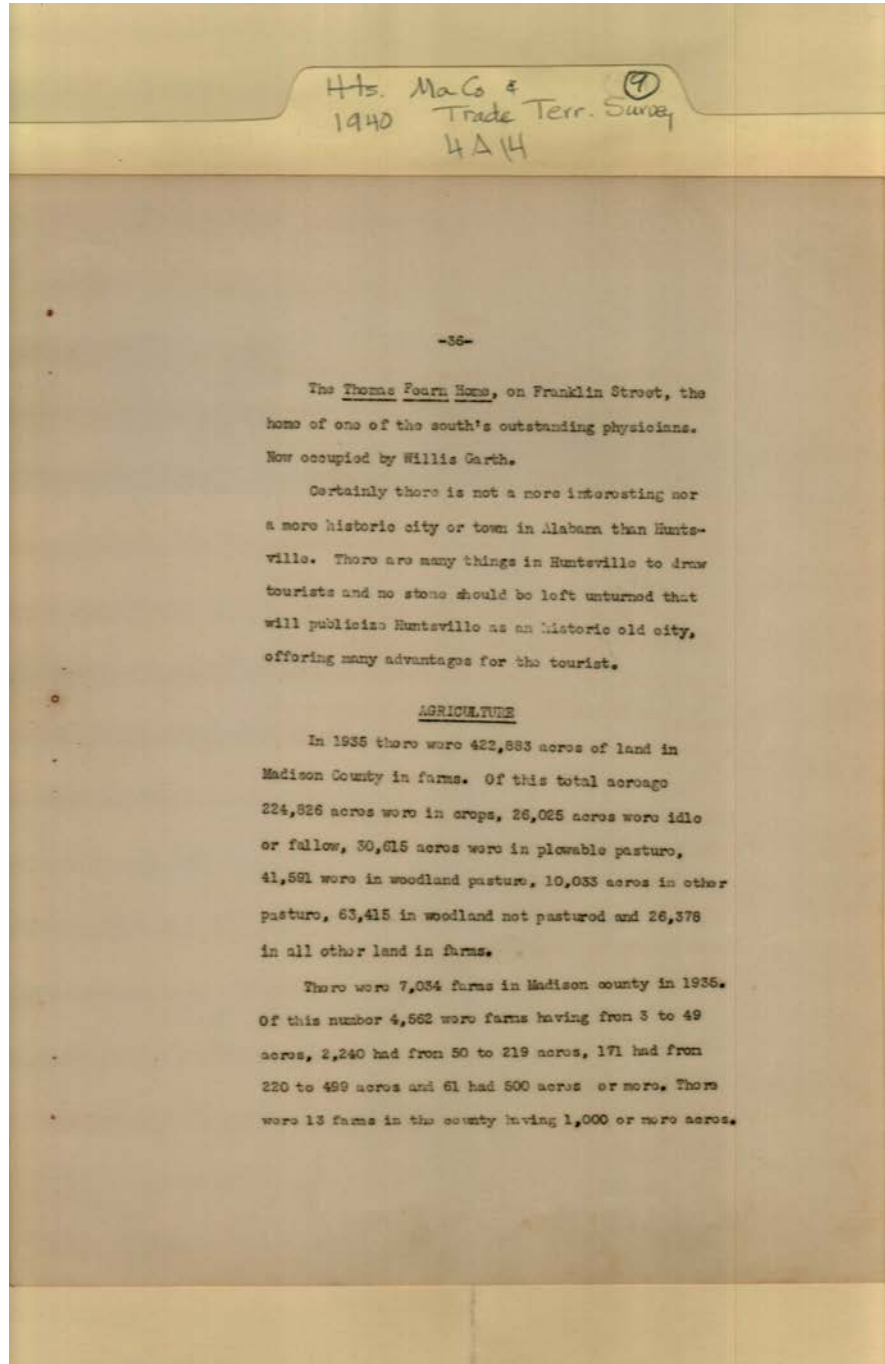 Hts. Ma Co & ⑨
1940 Trade Terr. Survey
4A14
-36-
The Thomas Fearn Home, on Franklin Street, the
home of one of the south's outstanding physicians.
Now occupied by Willis Garth.
Certainly there is not a more interesting nor
a more historic city or town in Alabama than Hunts-
ville. There are many things in Huntsville to draw
tourists and no stone should be left unturned that
will publicize Huntsville as an historic old city,
offering many advantages for the tourist.
AGRICULTURE
In 1935 there were 422,883 acres of land in
Madison County in farms. Of this total acreage
224,826 acres were in crops, 26,025 acres were idle
or fallow, 30,615 acres were in plowable pasture,
41,591 were in woodland pasture, 10,033 acres in other
pasture, 63,415 in woodland not pastured and 26,378
in all other land in farms.
There were 7,034 farms in Madison county in 1935.
Of this number 4,562 were farms having from 3 to 49
acres, 2,240 had from 50 to 219 acres, 171 had from
220 to 499 acres and 61 had 500 acres or more. There
were 13 farms in the county having 1,000 or more acres.